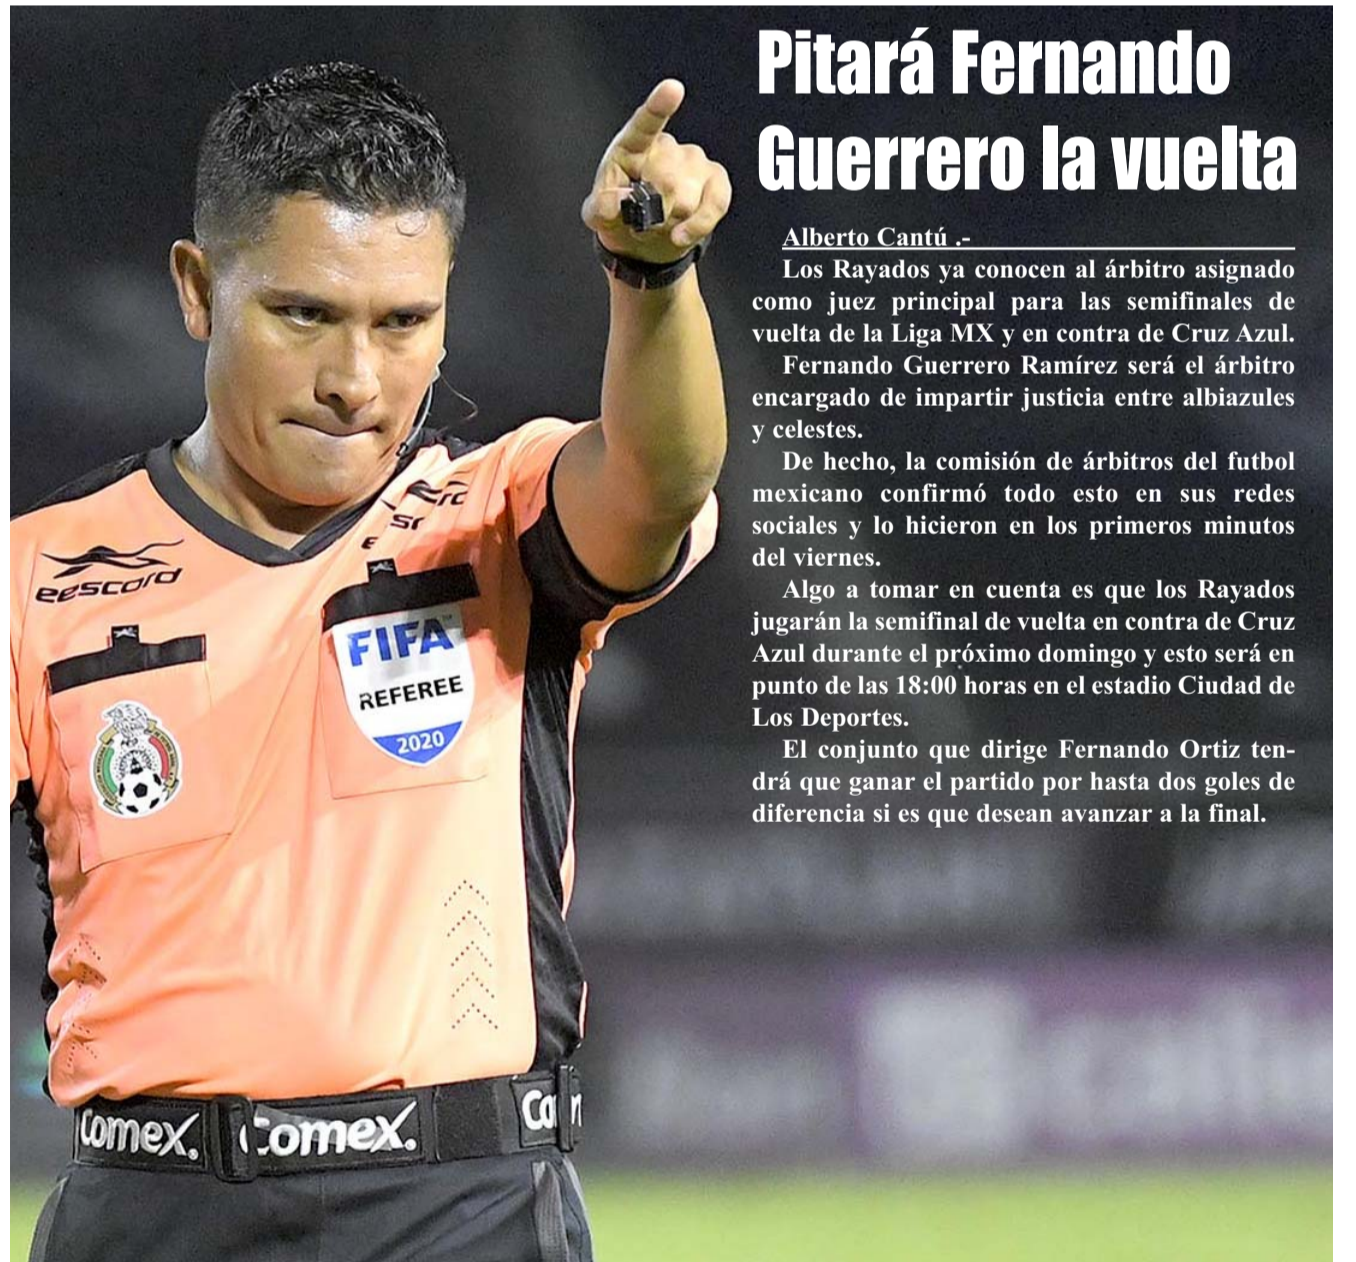 Pitará Fernando
Guerrero la vuelta
Alberto Cantú .-
Los Rayados ya conocen al árbitro asignado
como juez principal para las semifinales de
vuelta de la Liga MX y en contra de Cruz Azul.
Fernando Guerrero Ramírez será el árbitro
encargado de impartir justicia entre albiazules
y celestes.
De hecho, la comisión de árbitros del futbol
mexicano confirmó todo esto en sus redes
sociales y lo hicieron en los primeros minutos
del viernes.
Algo a tomar en cuenta es que los Rayados
jugarán la semifinal de vuelta en contra de Cruz
Azul durante el próximo domingo y esto será en
punto de las 18:00 horas en el estadio Ciudad de
Los Deportes.
El conjunto que dirige Fernando Ortiz ten-
drá que ganar el partido por hasta dos goles de
diferencia si es que desean avanzar a la final.
eescord
FIFA
REFEREE
2020
Comex. Comex. Co